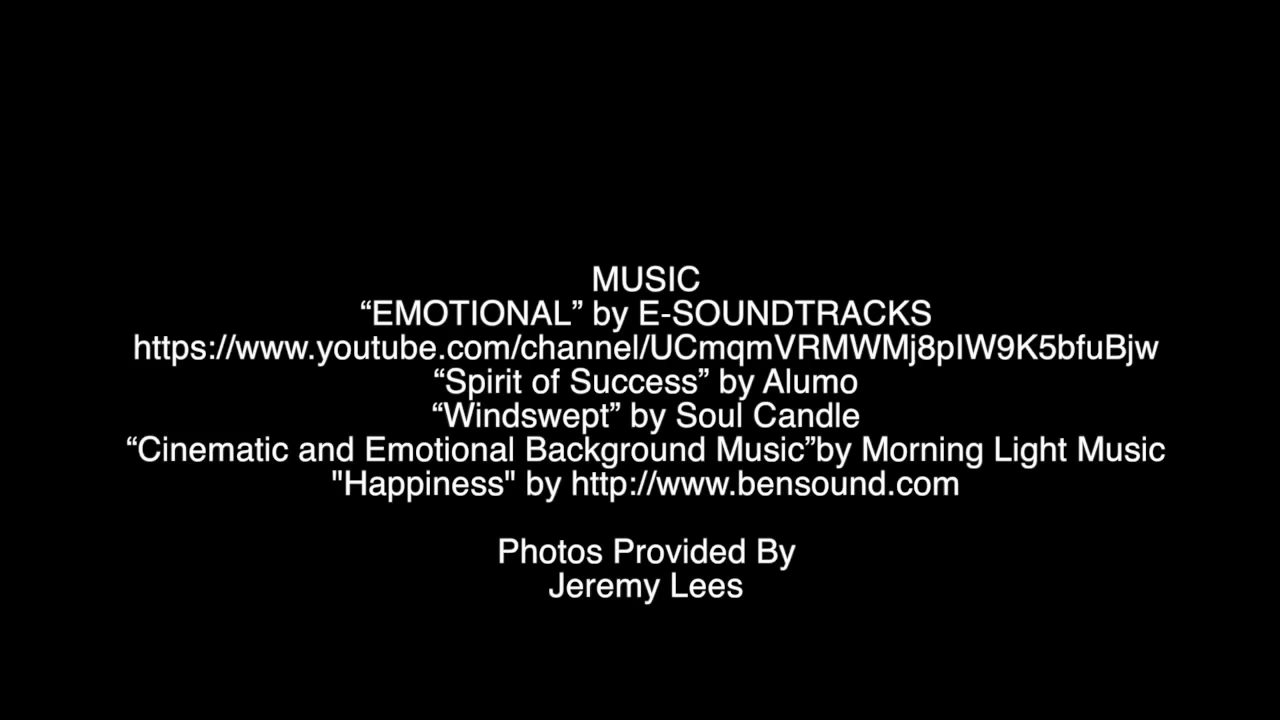 MUSIC
“EMOTIONAL” by E-SOUNDTRACKS
https://www.youtube.com/channel/UCmqmVRMWMj8pIW9K5bfuBjw
“Spirit of Success” by Alumo
“Windswept” by Soul Candle
“Cinematic and Emotional Background Music”by Morning Light Music
"Happiness" by http://www.bensound.com
Photos Provided By
Jeremy Lees